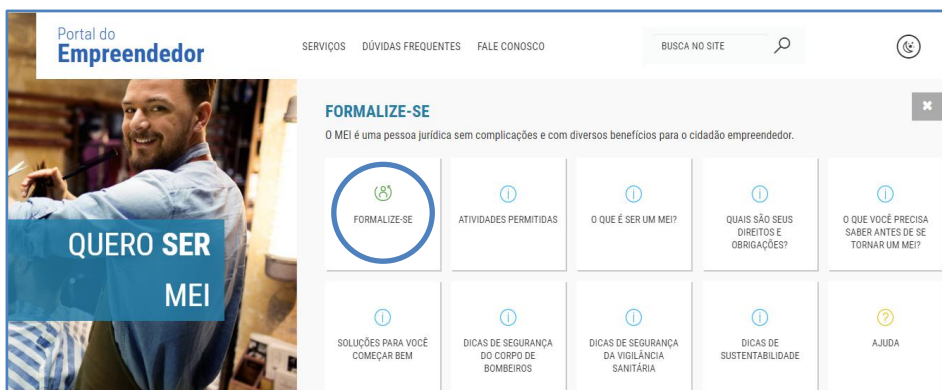 Portal do
Empreendedor
SERVIÇOS DÚVIDAS FREQUENTES FALE CONOSCO
BUSCA NO SITE
FORMALIZE-SE
O MEI é uma pessoa jurídica sem complicações e com diversos benefícios para o cidadão empreendedor.
QUERO SER
MEI
FORMALIZE-SE
ATIVIDADES PERMITIDAS
O QUE É SER UM MEI?
QUAIS SÃO SEUS
DIREITOS E
OBRIGAÇÕES?
O QUE VOCÊ PRECISA
SABER ANTES DE SE
TORNAR UM MEI?
SOLUÇÕES PARA VOCÊ
COMEÇAR BEM
DICAS DE SEGURANÇA
DO CORPO DE
BOMBEIROS
DICAS DE SEGURANÇA
DA VIGILÂNCIA
SANITÁRIA
DICAS DE
SUSTENTABILIDADE
AJUDA